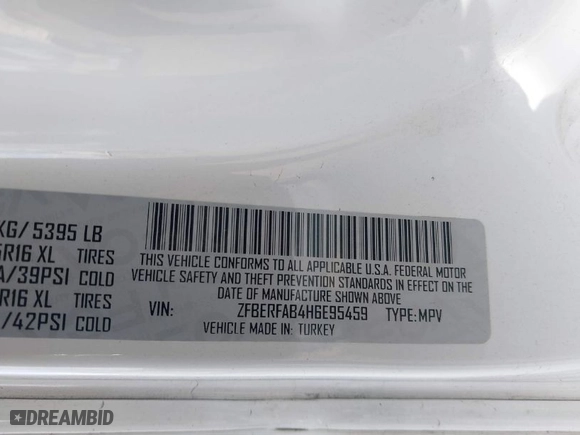 KG/ 5395 LB
R16 XL TIRES
/39PSI COLD
R16 XL TIRES
/42PSI COLD
THIS VEHICLE CONFORMS TO ALL APPLICABLE U.S.A. FEDERAL MOTOR
VEHICLE SAFETY AND THEFT PREVENTION STANDARDS IN EFFECT ON
THE DATE OF MANUFACTURE SHOWN ABOVE
VIN: ZFBERFAB4H6E95459 TYPE: MPV
VEHICLE MADE IN: TURKEY
DREAMBID